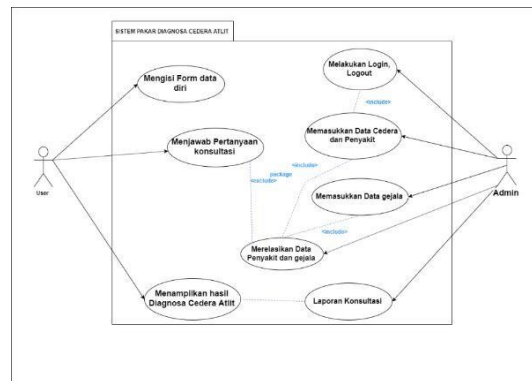 SISTEM PAKAR DIAGNOSA CEDERA ATLIT
Melakukan Login,
Logout
Mengisi Form data
diri
<include>
Memasukkan Data Cedera
dan Penyakit
Menjawab Pertanyaan
konsultasi
<include>
package
<exclude>
User
Admin
Memasukkan Data gejala
<include>
Merelasikan Data
Penyakit dan gejala
Menampilkan hasil
Diagnosa Cedera Atlit
Laporan Konsultasi